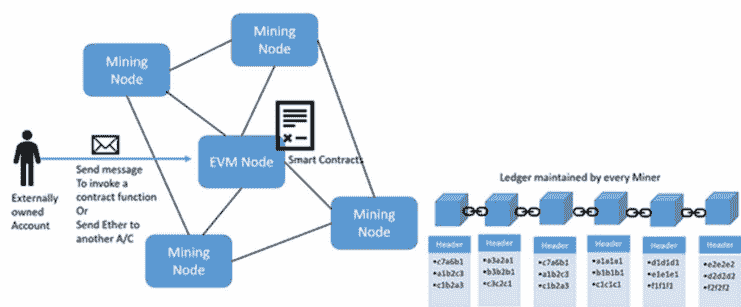 Mining
Node
Mining
Node
EVM Node
Smart Contracts
Send message
To invoke a
contract function
Or
Send Ether to
another A/C
Externally
owned
Account
Mining
Node
Mining
Node
Ledger maintained by every Miner
Header
•c7a6b1
•a1b2c3
•c1b2a3
Header
•a3a2a1
•b3b2b1
•c3c2c1
Header
•c7a6b1
•a1b2c3
•c1b2a3
Header
•a1a1a1
•b1b1b1
•c1c1c1
Header
•d1d1d1
•e1e1e1
•f1f1f1
Header
•e2e2e2
•d2d2d2
•f2f2f2